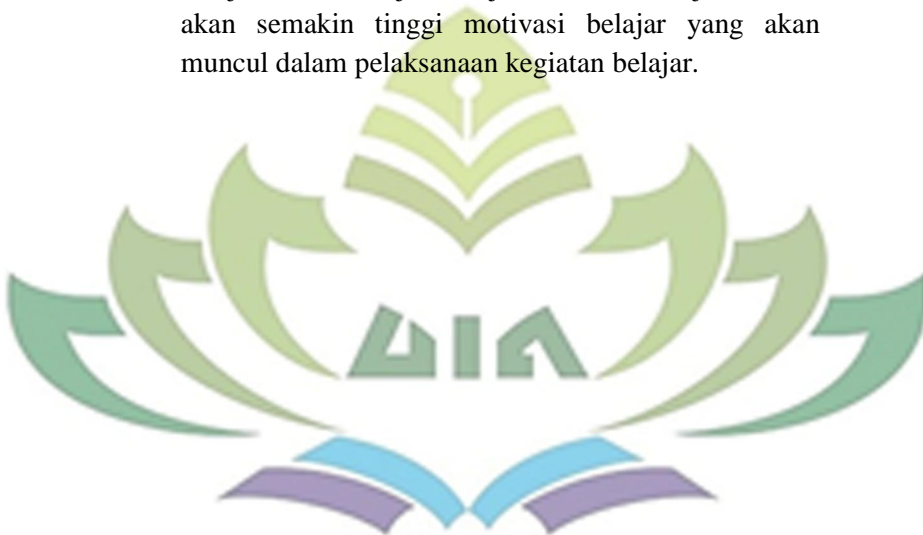 akan semakin tinggi motivasi belajar yang akan
muncul dalam pelaksanaan kegiatan belajar.
UIN